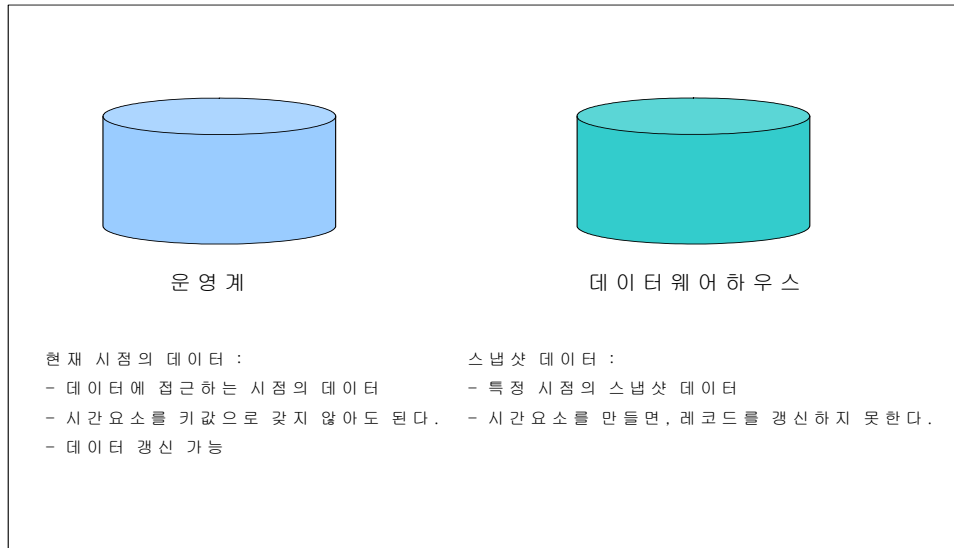 운영계
데이터웨어하우스
현재 시점의 데이터 :
- 데이터에 접근하는 시점의 데이터
- 시간요소를 키값으로 갖지 않아도 된다.
- 데이터 갱신 가능
스냅샷 데이터 :
- 특정 시점의 스냅샷 데이터
- 시간요소를 만들면, 레코드를 갱신하지 못한다.